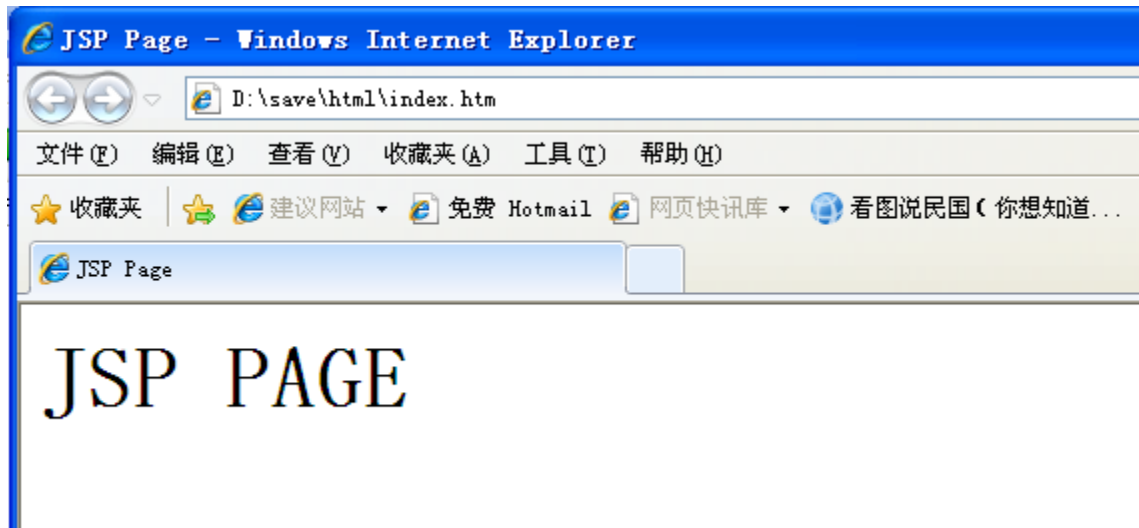 JSP Page - Windows Internet Explorer
D:\save\html\index.htm
文件(F) 编辑(E) 查看(V) 收藏夹(A) 工具(T) 帮助(H)
收藏夹 建议网站 免费 Hotmail 网页快讯库 看图说民国(你想知道...
JSP Page
JSP PAGE